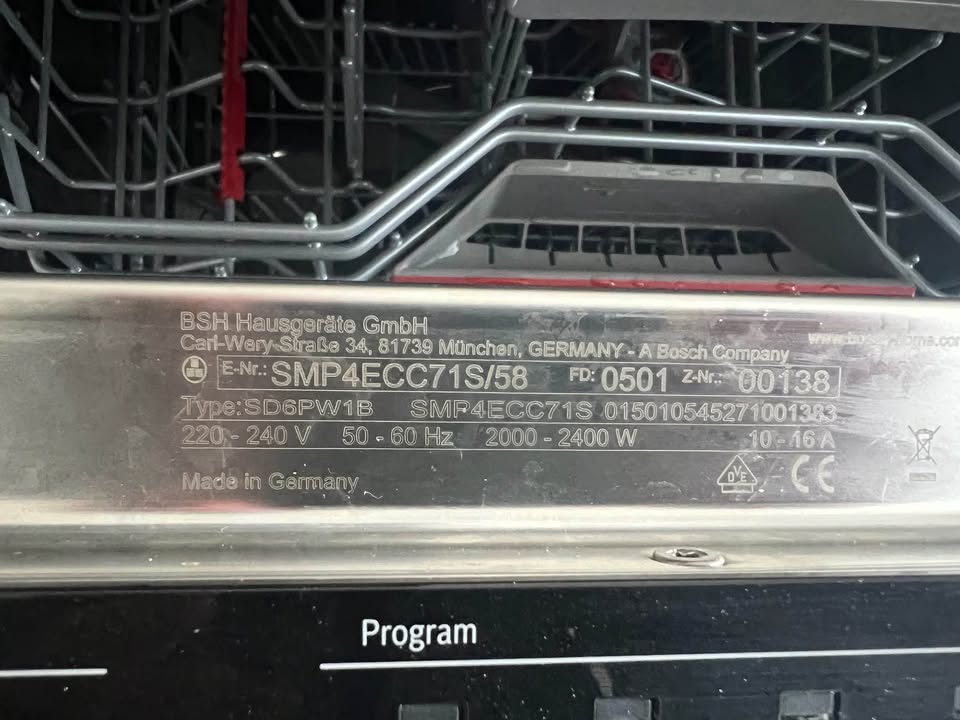 BSH Hausgeräte GmbH
Carl-Wery-Straße 34, 81739 München, GERMANY - A Bosch Company
E-Nr.: SMP4ECC71S/58 FD: 0501 Z-Nr.: 00138
Type: SD6PW1B SMP4ECC71S 015010545271001383
220 - 240 V 50 - 60 Hz 2000 - 2400 W 10 - 16 A
Made in Germany
DVE
CE
Program